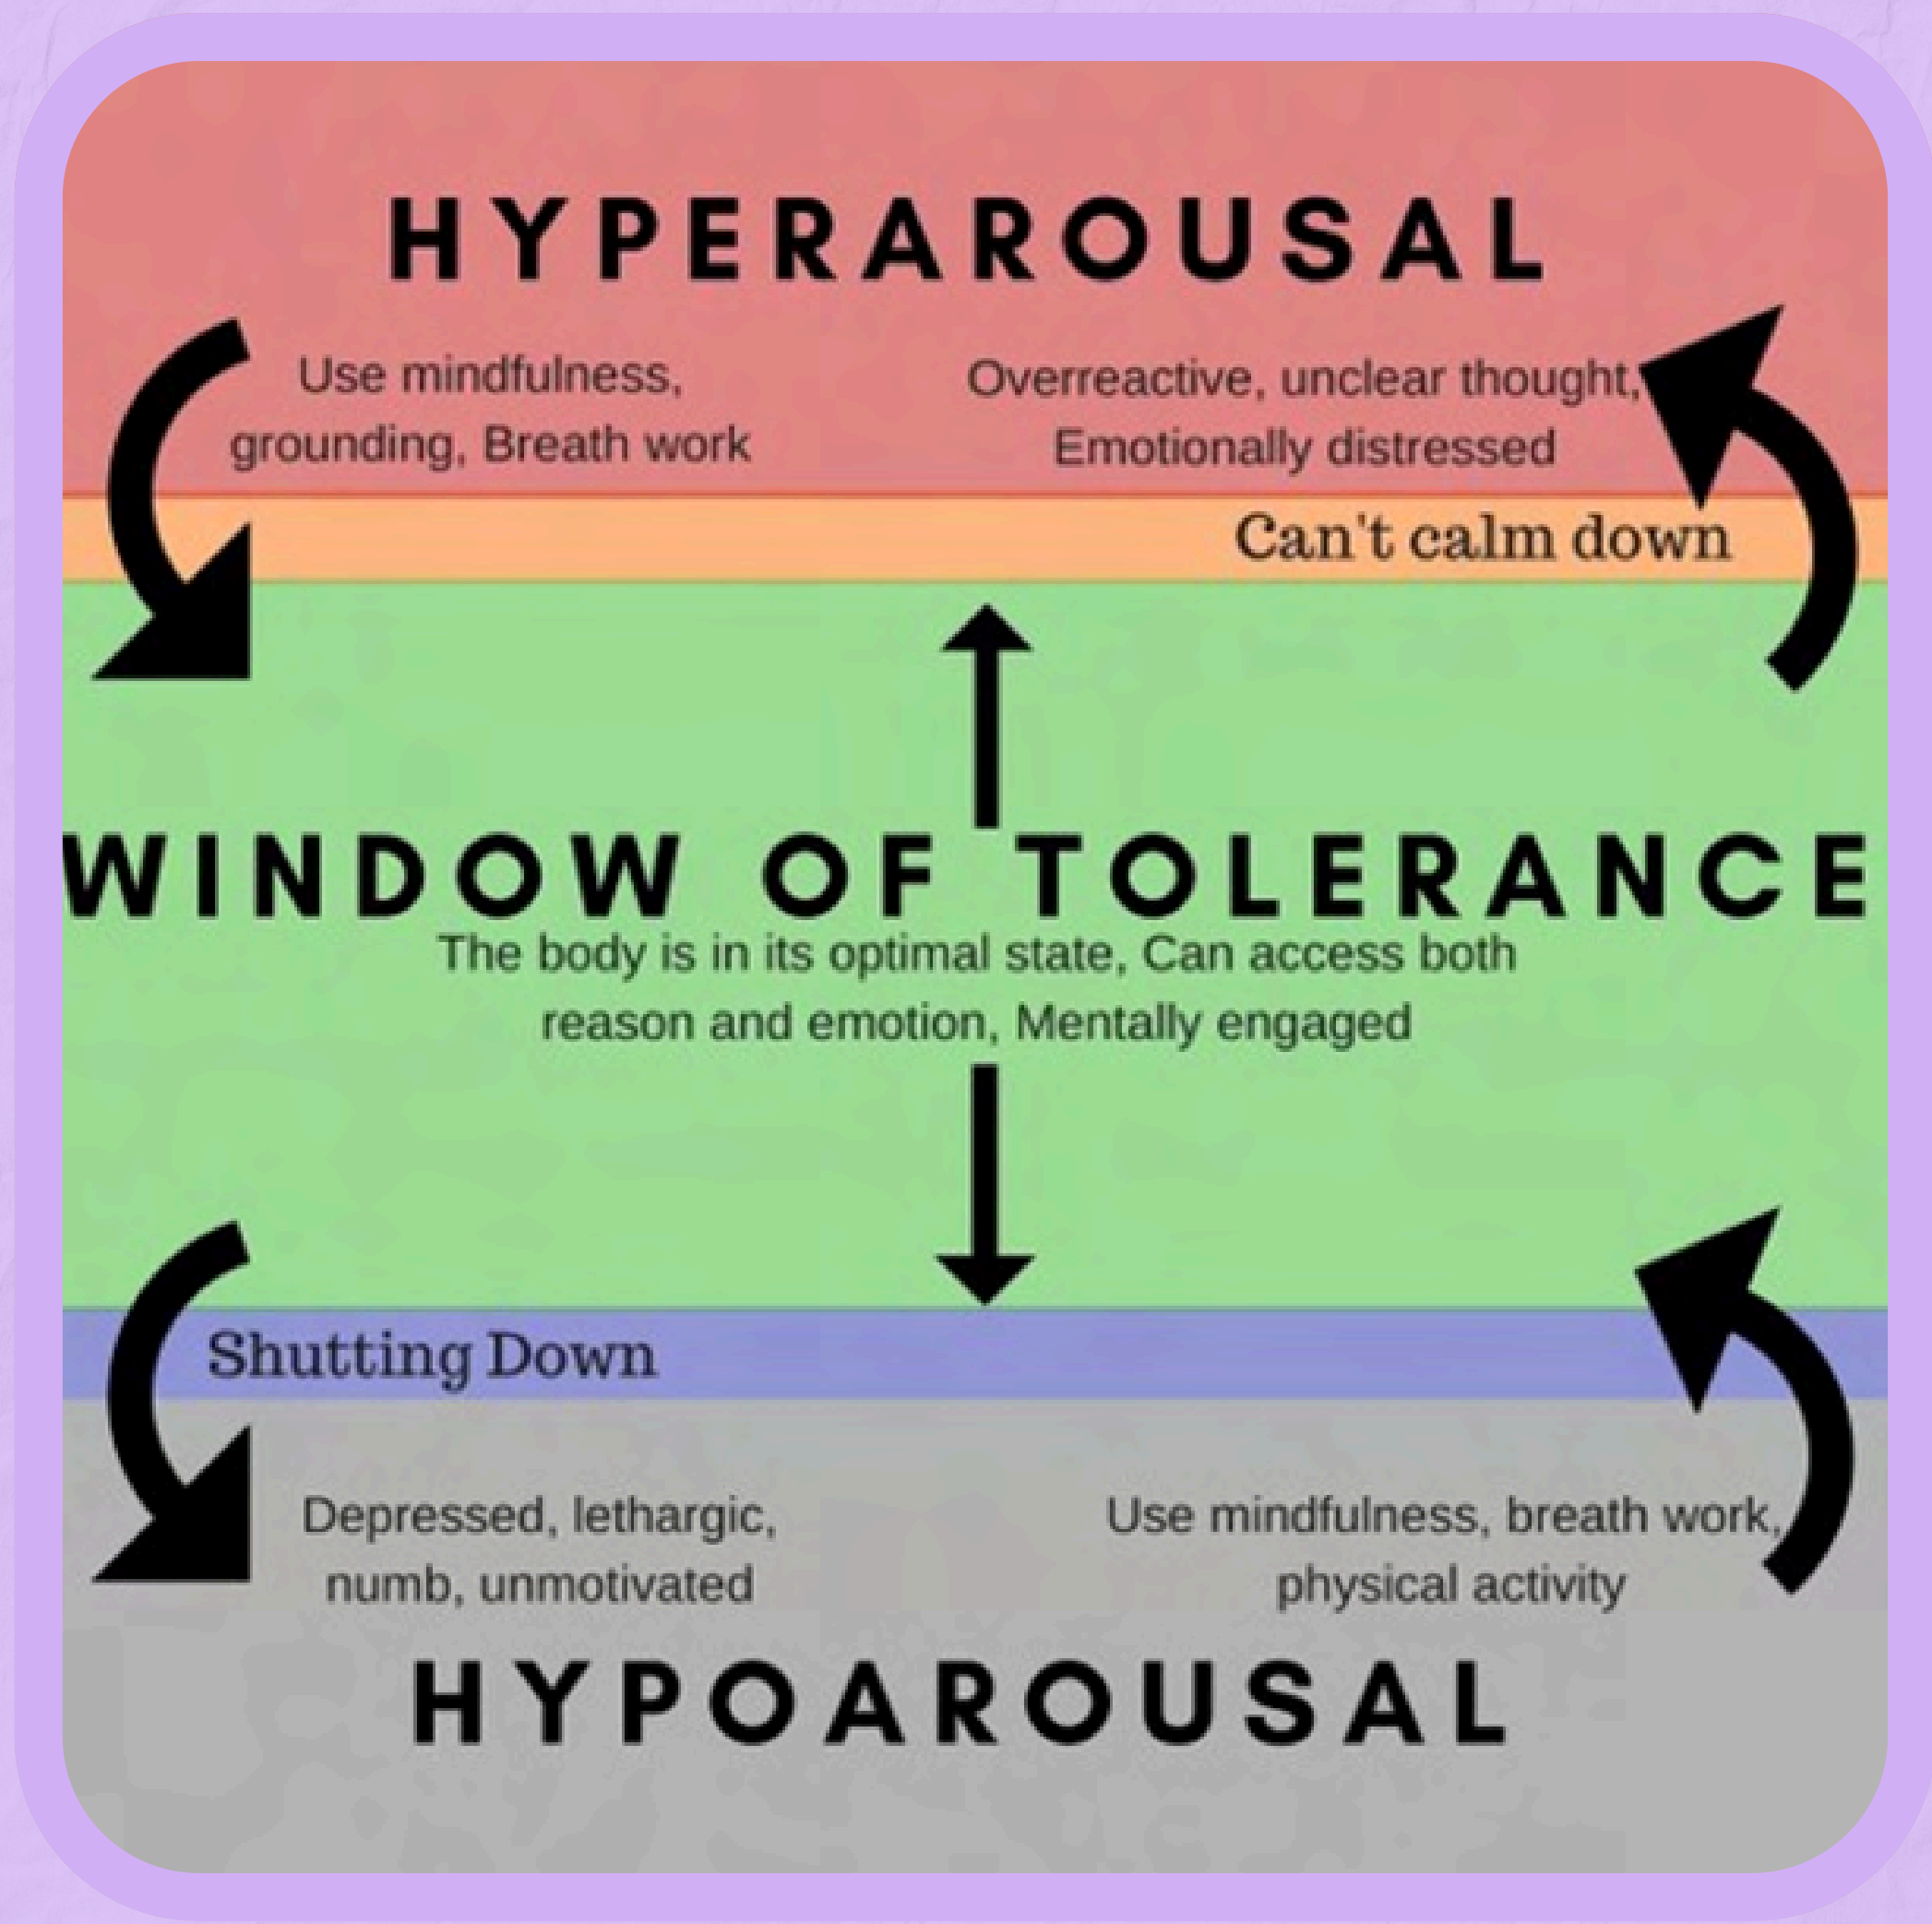 HYPERAROUSAL
Use mindfulness,
grounding, Breath work
Overreactive, unclear thought,
Emotionally distressed
Can't calm down
WINDOW OF TOLERANCE
The body is in its optimal state, Can access both
reason and emotion, Mentally engaged
Shutting Down
Depressed, lethargic,
numb, unmotivated
Use mindfulness, breath work,
physical activity
HYPOAROUSAL